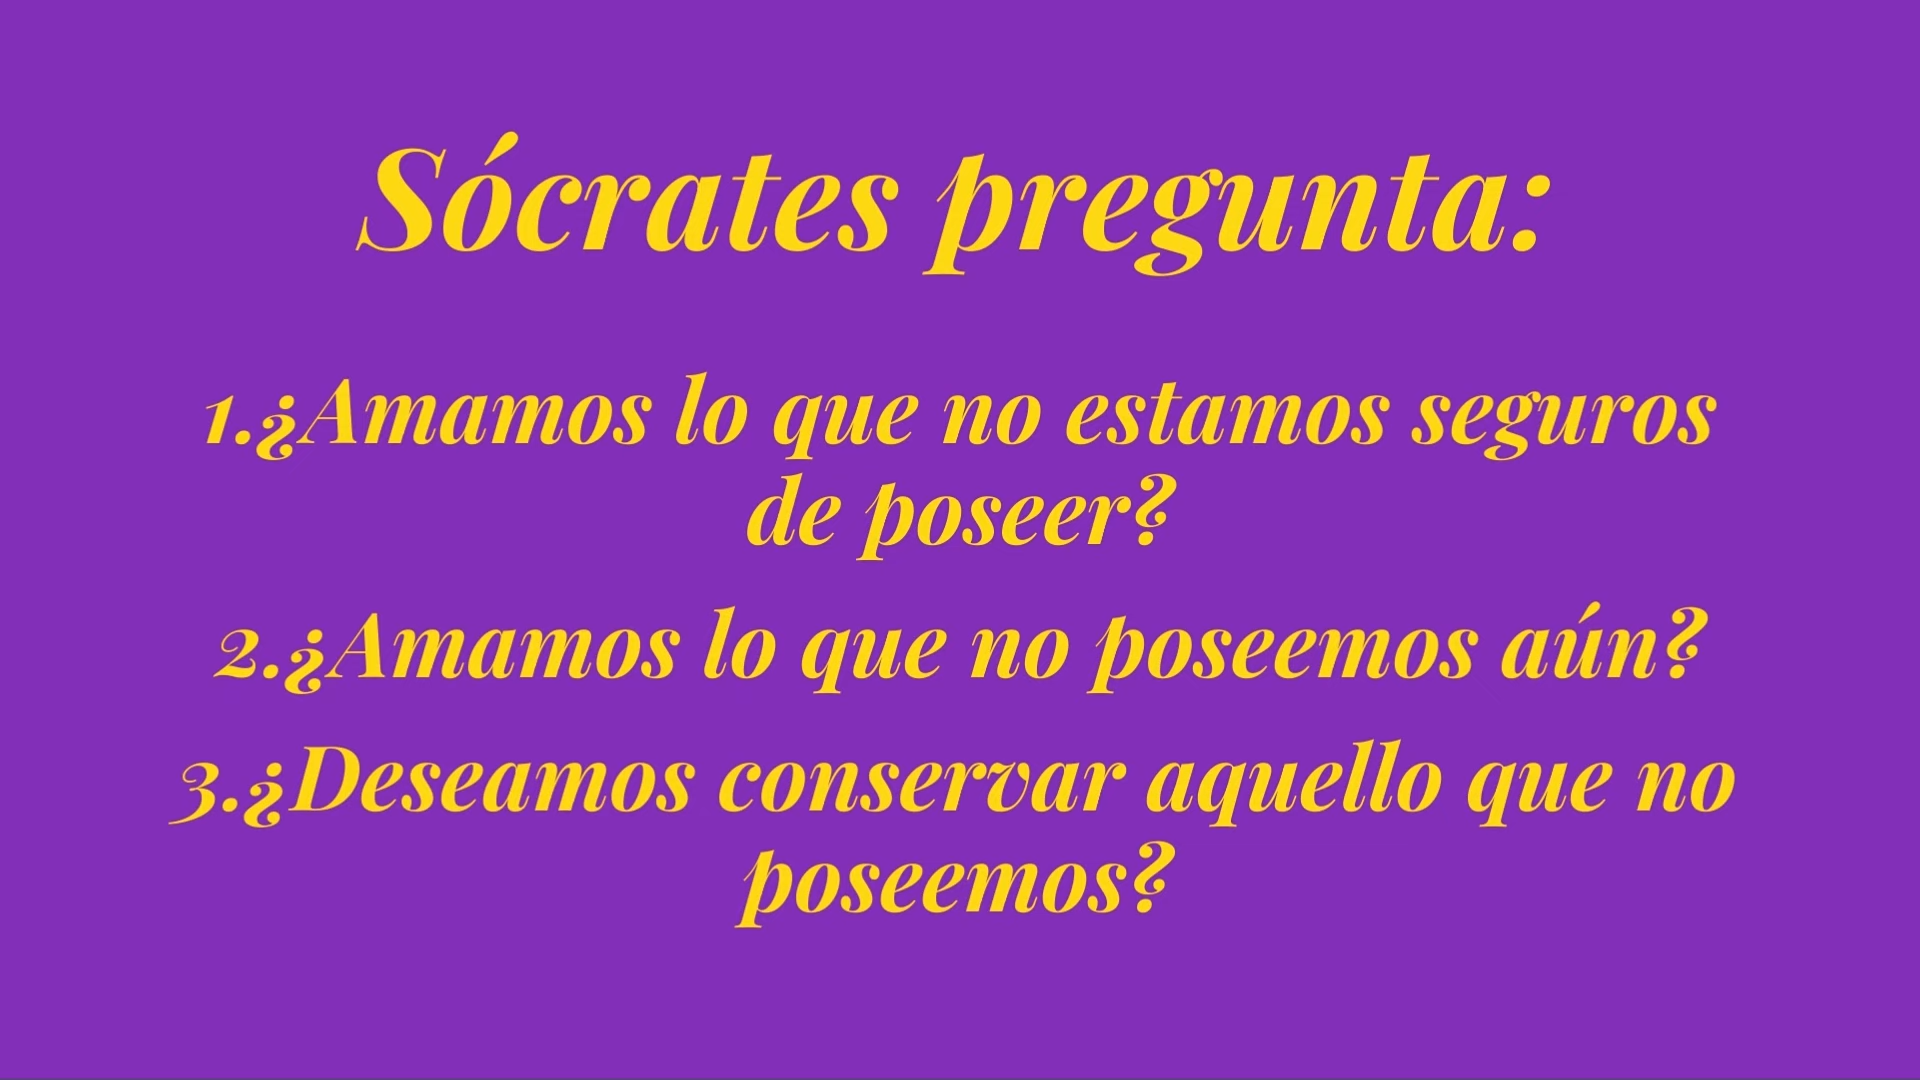 Sócrates pregunta:
1.¿Amamos lo que no estamos seguros
de poseer?
2.¿Amamos lo que no poseemos aún?
3.¿Deseamos conservar aquello que no
poseemos?